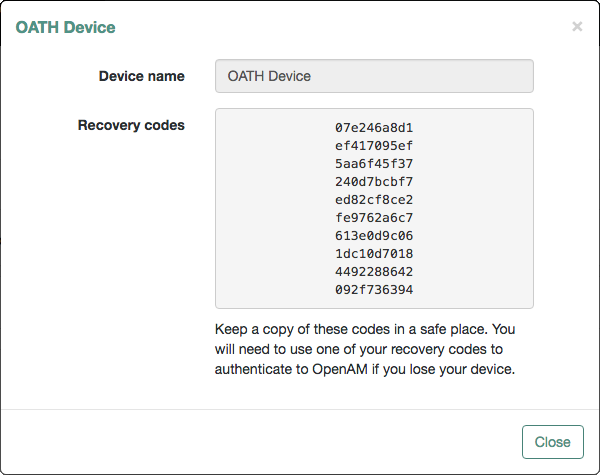 OATH Device ×
Device name OATH Device
Recovery codes
07e246a8d1
ef417095ef
5aa6f45f37
240d7bcbf7
ed82cf8ce2
fe9762a6c7
613e0d9c06
1dc10d7018
4492288642
092f736394
Keep a copy of these codes in a safe place. You
will need to use one of your recovery codes to
authenticate to OpenAM if you lose your device.
Close